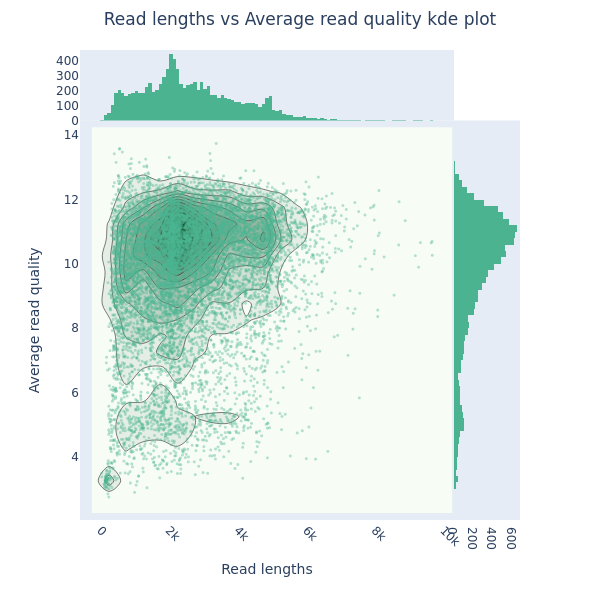 Read lengths vs Average read quality kde plot
400
300
200
100
0
14
12
10
8
6
4
Average read quality
0
2k
4k
6k
8k
10k
0
200
400
600
Read lengths